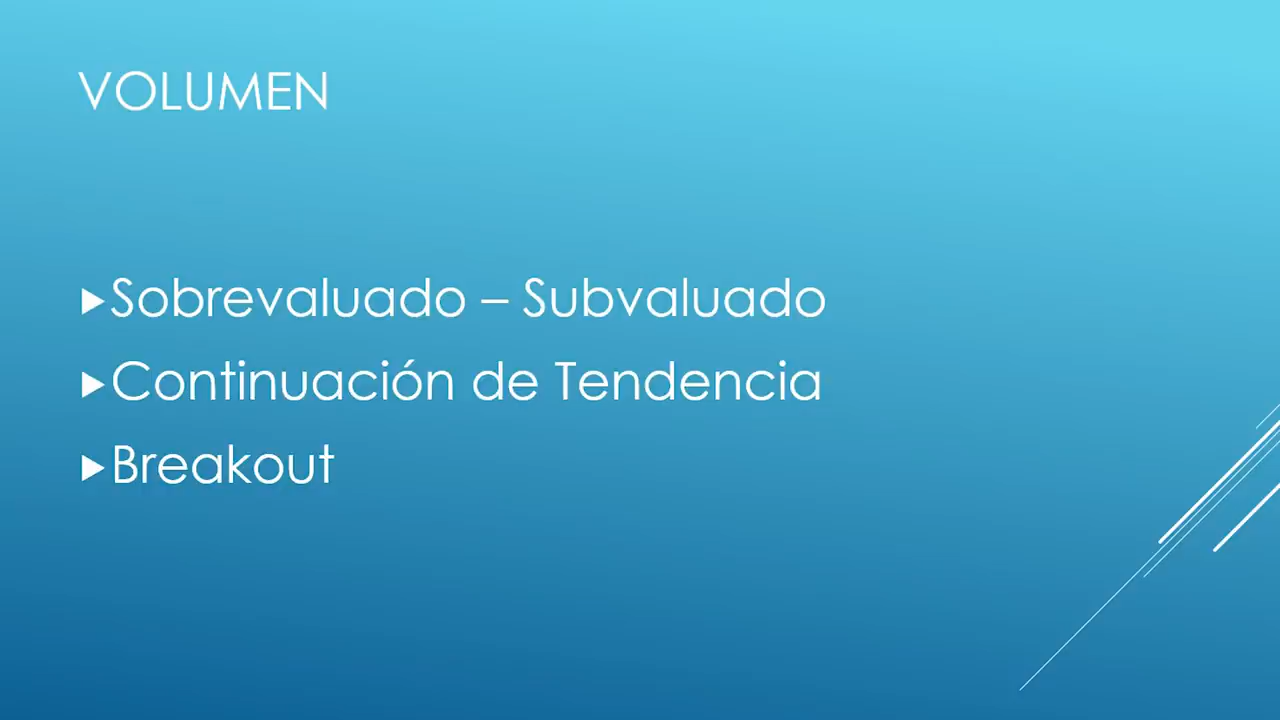 VOLUMEN
Sobrevaluado – Subvaluado
Continuación de Tendencia
Breakout